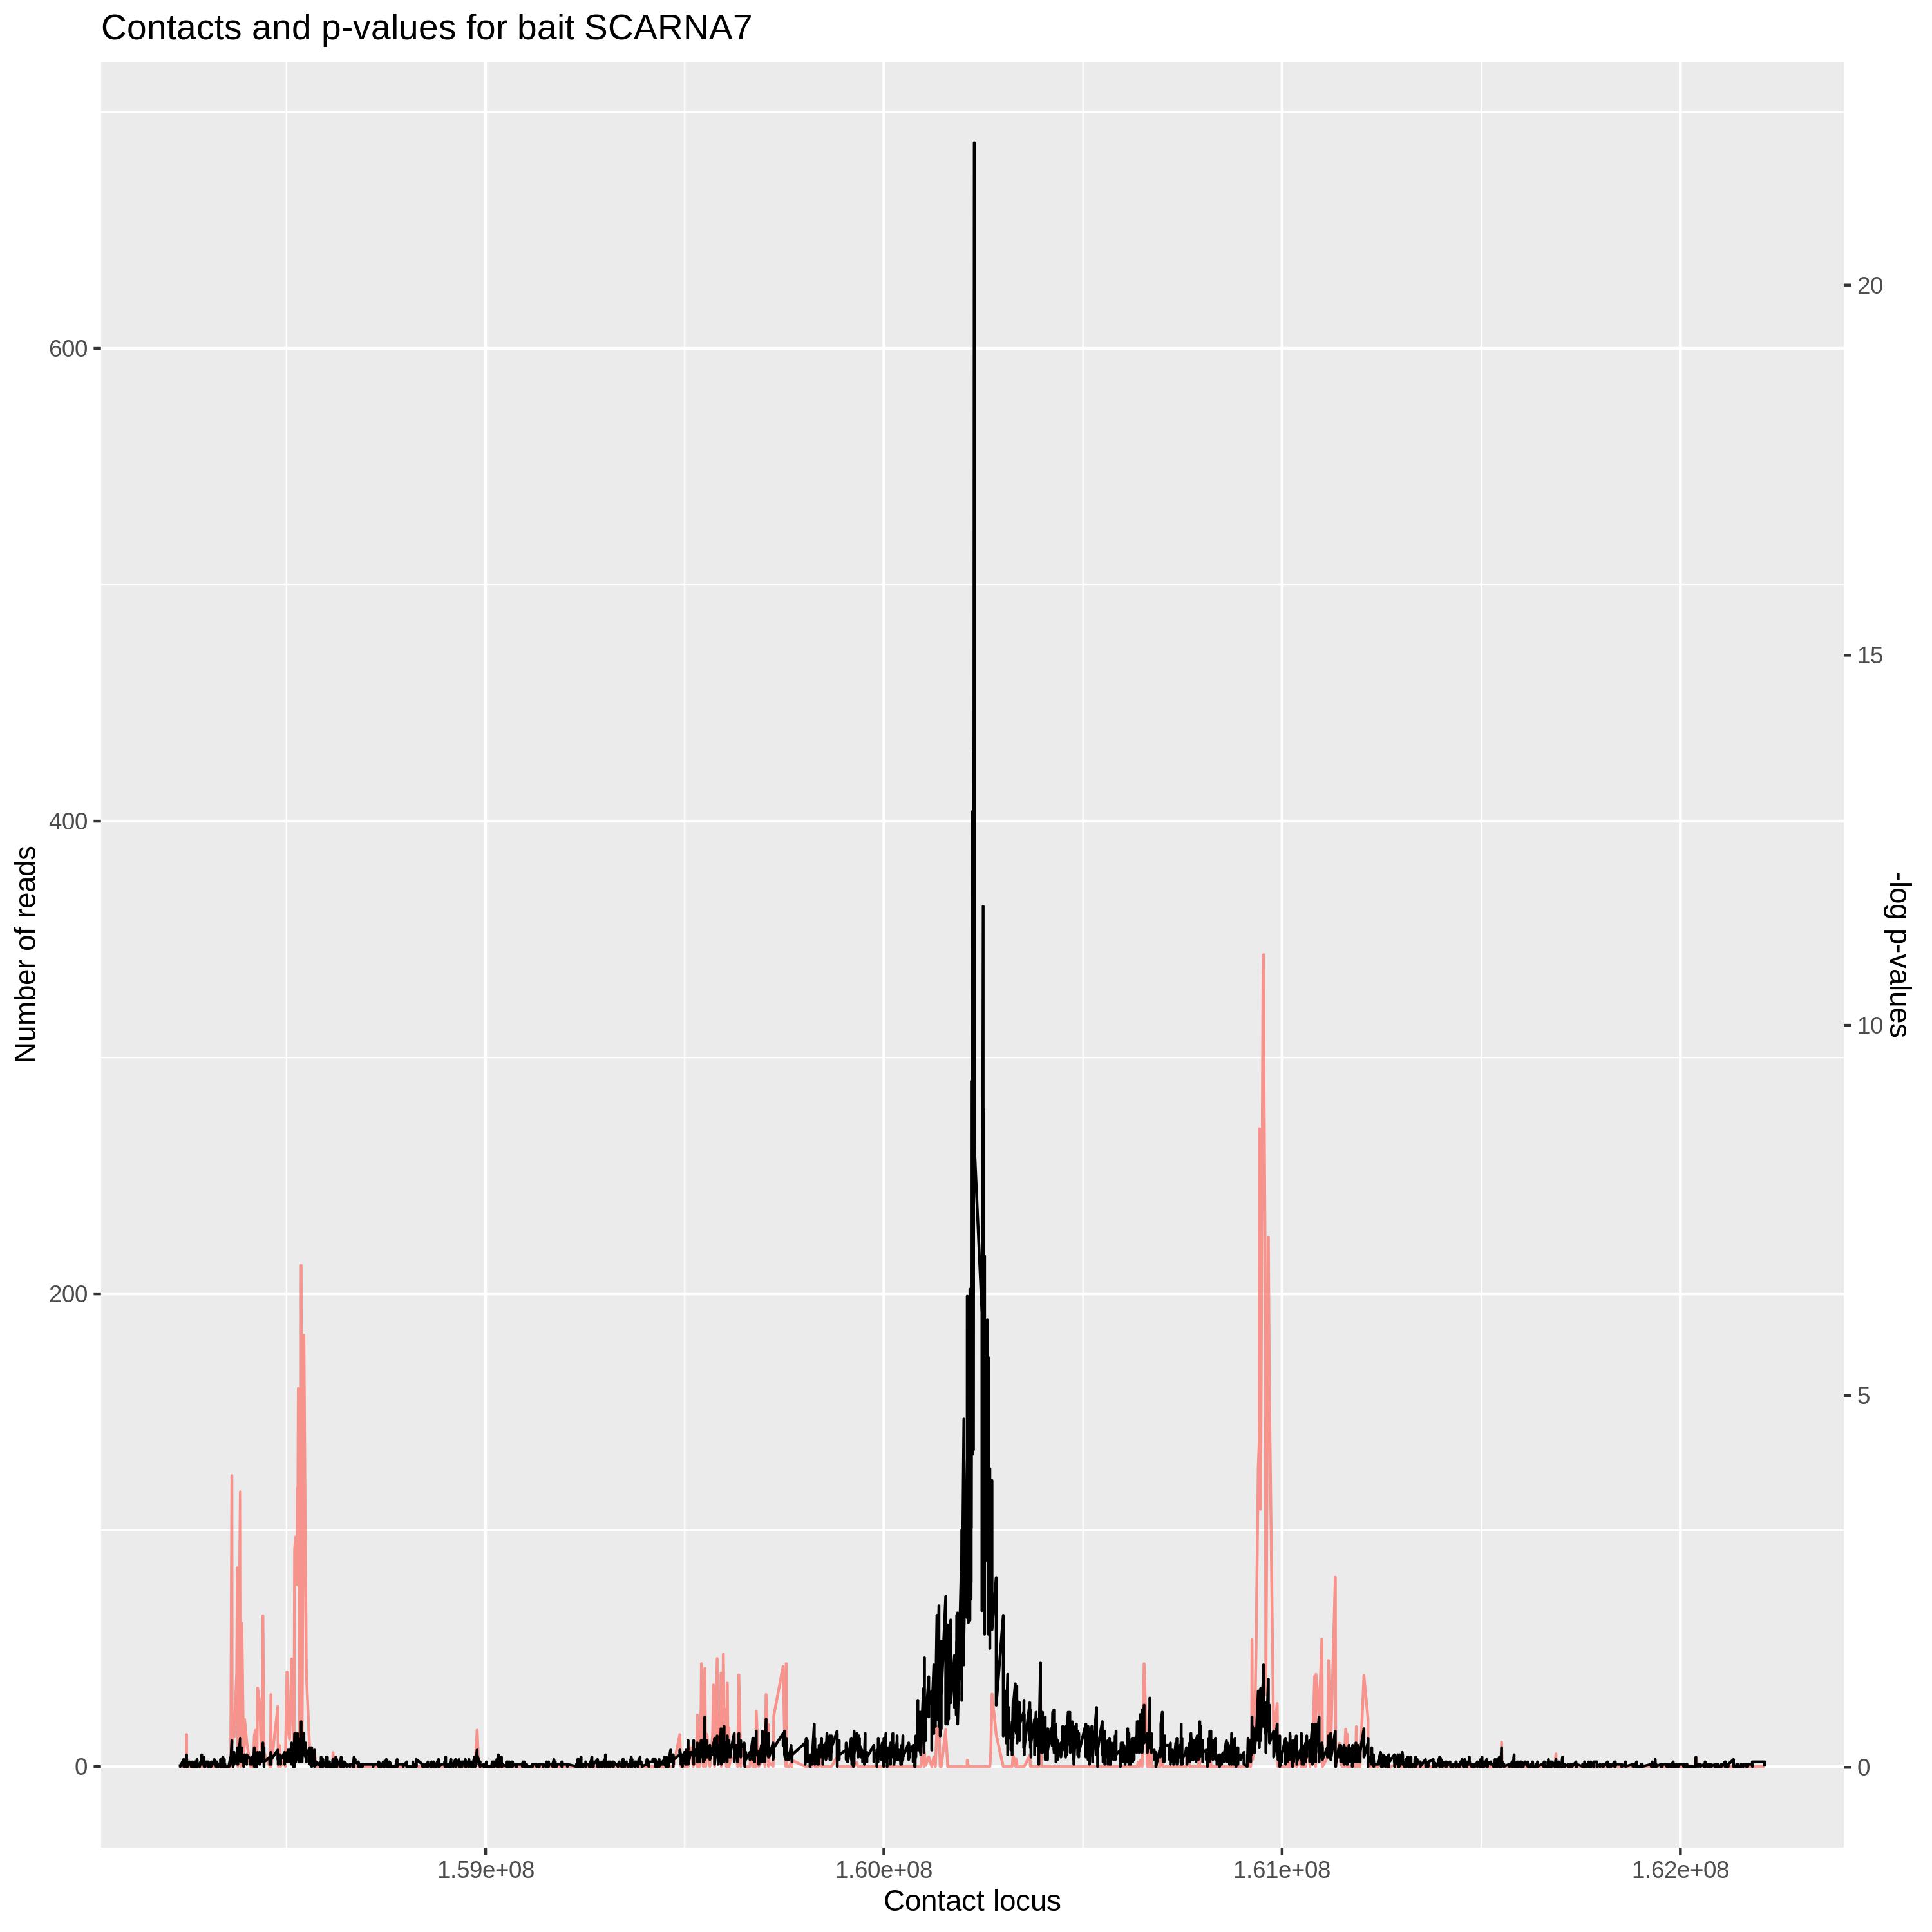 Contacts and p-values for bait SCARNA7
Number of reads
600
400
200
0
20
15
10
5
0
-log p-values
1.59e+08 1.60e+08 1.61e+08 1.62e+08
Contact locus